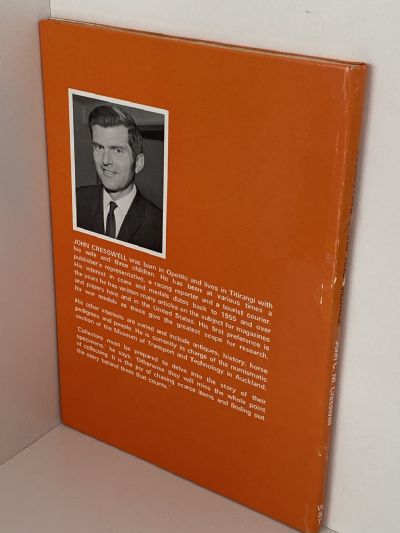 JOHN CRESSWELL was born in Opotiki and lives in Titirangi with
his wife and three children. He has been at various times a
publisher's representative, a racing reporter and a tourist courier.
His interest in coins and medals dates back to 1955 and over
the years he has written many articles on the subject for magazines
and papers here and in the United States. His first preference is
for war medals as these give the greatest scope for research.
His other interests are varied and include antiques, history, horse
pedigrees and people. He is currently in charge of the numismatic
section of the Museum of Transport and Technology in Auckland.
'Collectors must be prepared to delve into the story of their
specimens,' he says, 'otherwise they will miss the whole point
of collecting. It is the joy of chasing scarce items and finding out
the story behind them that counts.'
John C. M. Cresswell